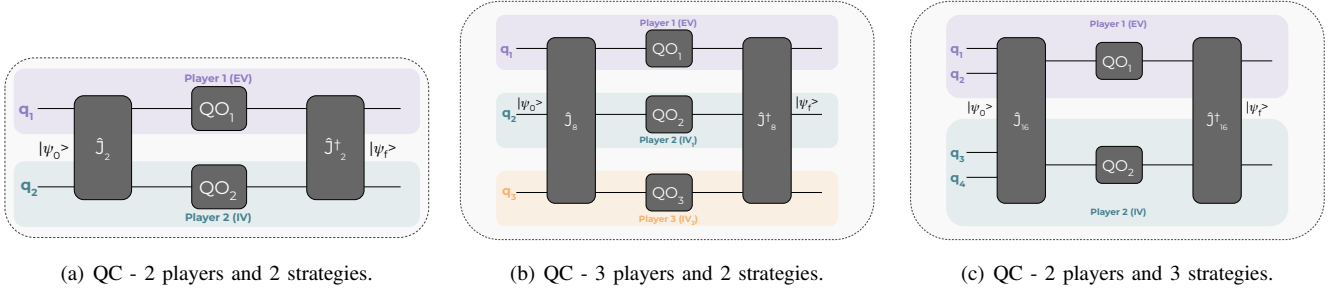 Player 1 (EV)
q1
QO1
Ĵ2
Ĵ†2
|ψ0>
|ψf>
q2
QO2
Player 2 (IV)
(a) QC - 2 players and 2 strategies.
Player 1 (EV)
q1
QO1
|ψ0>
q2
Ĵ8
QO2
Ĵ†8
|ψf>
Player 2 (IV1)
q3
QO3
Player 3 (IV2)
(b) QC - 3 players and 2 strategies.
Player 1 (EV)
q1
QO1
q2
|ψ0>
Ĵ16
Ĵ†16
|ψf>
q3
QO2
q4
Player 2 (IV)
(c) QC - 2 players and 3 strategies.